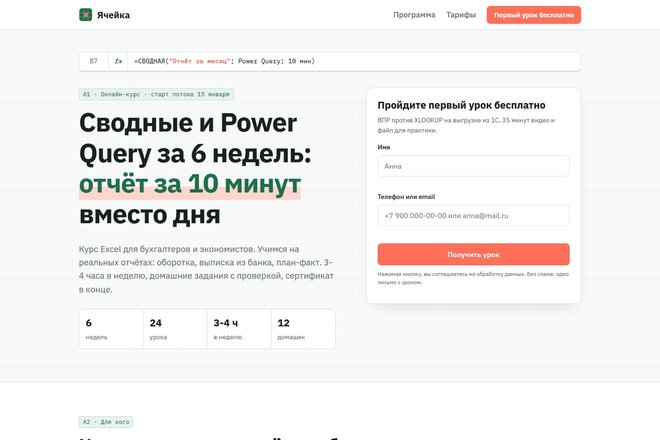 Ячейка
Программа
Тарифы
Первый урок бесплатно
B7
fx
=СВОДНАЯ("Отчёт за месяц"; Power Query; 10 мин)
A1 · Онлайн-курс · старт потока 15 января
Сводные и Power
Query за 6 недель:
отчёт за 10 минут
вместо дня
Курс Excel для бухгалтеров и экономистов. Учимся на
реальных отчётах: оборотка, выписка из банка, план-факт. 3-
4 часа в неделю, домашние задания с проверкой, сертификат
в конце.
6
недель
24
урока
3-4 ч
в неделю
12
домашек
Пройдите первый урок бесплатно
ВПР против XLOOKUP на выгрузке из 1С. 35 минут видео и
файл для практики.
Имя
Анна
Телефон или email
+7 900 000-00-00 или anna@mail.ru
Получить урок
Нажимая кнопку, вы соглашаетесь на обработку данных. Без спама: одно
письмо с уроком.
A2 · Для кого